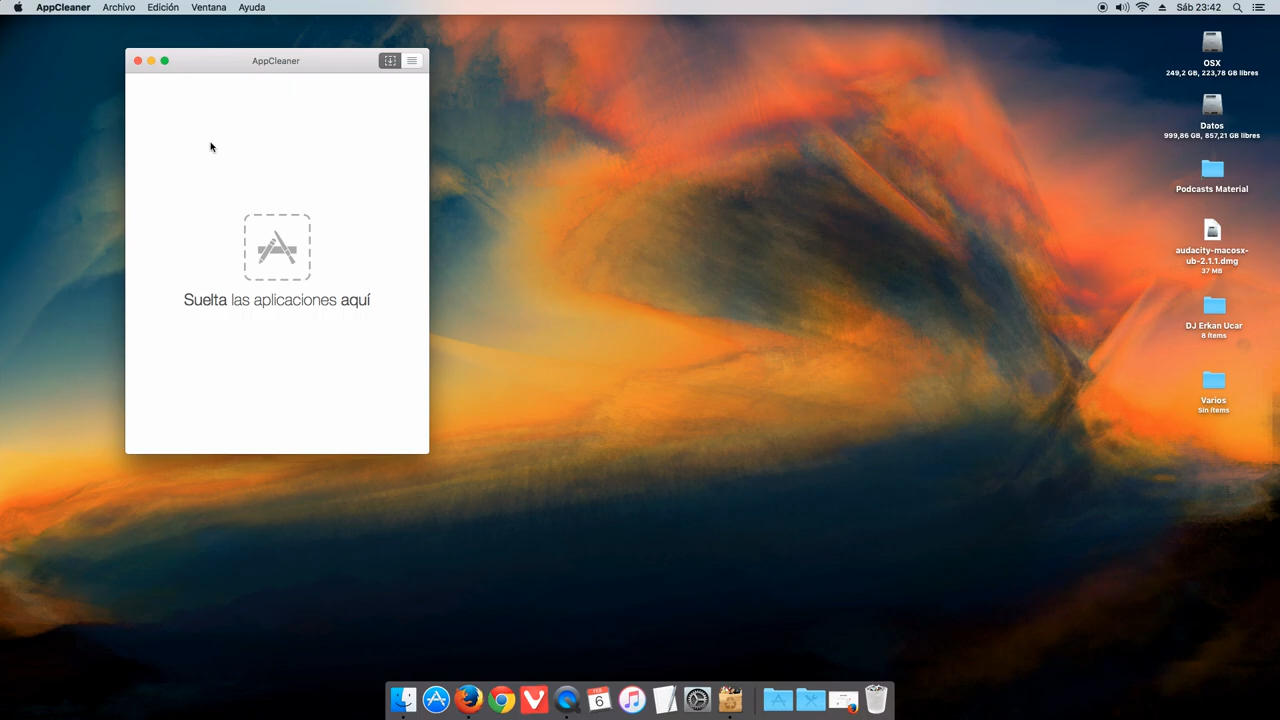 AppCleaner Archivo Edición Ventana Ayuda
Sáb 23:42
AppCleaner
Suelta las aplicaciones aquí
OSX
249,2 GB, 223,78 GB libres
Datos
999,86 GB, 857,21 GB libres
Podcasts Material
audacity-macosx-
ub-2.1.1.dmg
37 MB
DJ Erkan Ucar
8 ítems
Varios
Sin ítems
FEB
6